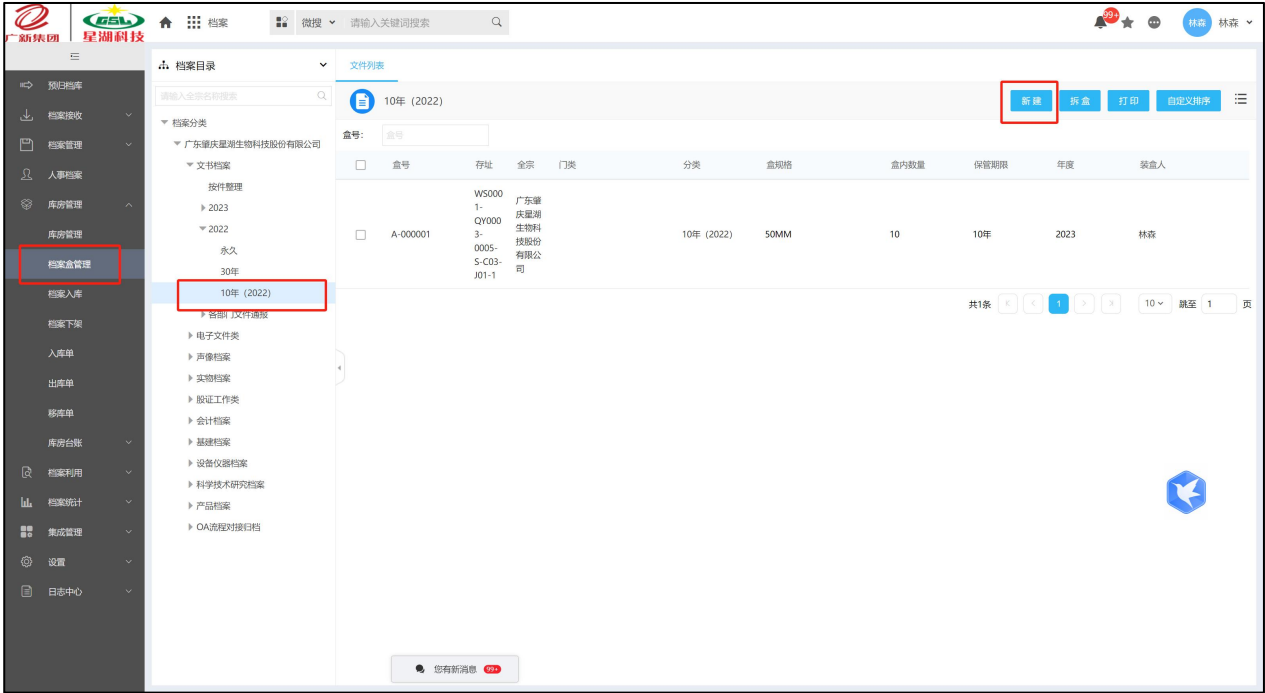 广新集团
GSL
星湖科技
档案
微搜
请输入关键词搜索
99+
林森
林森
预归档库
档案接收
档案管理
人事档案
库房管理
库房管理
档案盒管理
档案入库
档案下架
入库单
出库单
移库单
库房台账
档案利用
档案统计
集成管理
设置
日志中心
档案目录
请输入全宗名称搜索
档案分类
广东肇庆星湖生物科技股份有限公司
文书档案
按件整理
2023
2022
永久
30年
10年（2022）
各部门文件通报
电子文件类
声像档案
实物档案
股证工作类
会计档案
基建档案
设备仪器档案
科学技术研究档案
产品档案
OA流程对接归档
文件列表
10年（2022）
新建
拆盒
打印
自定义排序
盒号:
盒号
盒号 存址 全宗 门类 分类 盒规格 盒内数量 保管期限 年度 装盒人
A-000001
WS000
1-
QY000
3-
0005-
S-C03-
J01-1
广东肇
庆星湖
生物科
技股份
有限公
司
10年（2022） 50MM 10 10年 2023 林森
共1条 1 10 跳至 1 页
您有新消息 99+